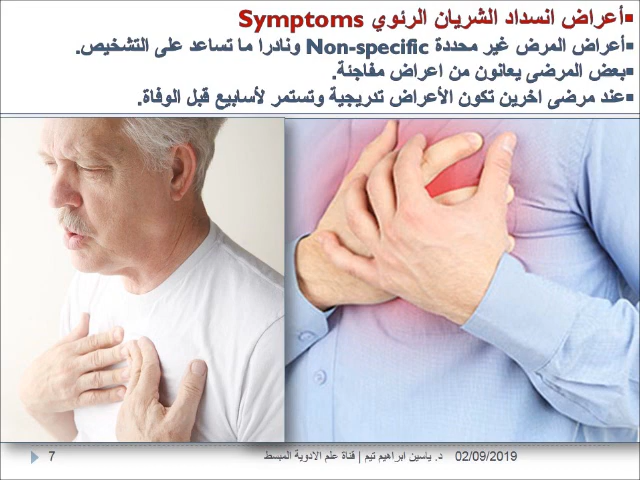 ▪أعراض انسداد الشريان الرئوي Symptoms
▪أعراض المرض غير محددة Non-specific ونادرا ما تساعد على التشخيص.
▪بعض المرضى يعانون من اعراض مفاجئة.
▪عند مرضى اخرين تكون الأعراض تدريجية وتستمر لأسابيع قبل الوفاة.
7 د. ياسين ابراهيم تيم | قناة علم الادوية المبسط 02/09/2019